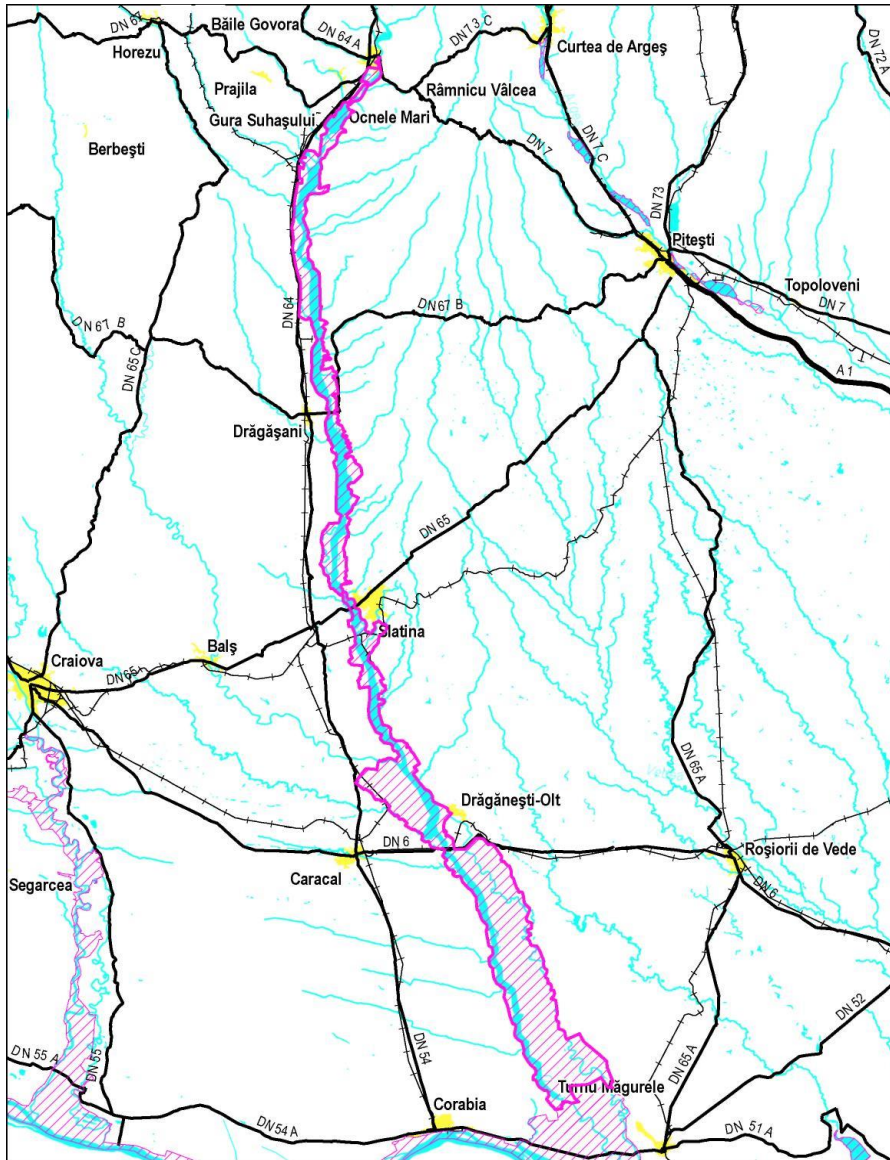 DN 67
Băile Govora
DN 64 A
DN 7.3 C
Curtea de Argeş
DN 72 A
Horezu
Prajila
Râmnicu Vâlcea
Gura Suhaşului
Ocnele Mari
Berbeşti
DN 7
DN 7 C
DN 73
Piteşti
Topoloveni
DN 7
DN 64
DN 67 B
DN 67 B
DN 65C
A 1
Drăgăşani
DN 65
Slatina
Balş
Craiova
DN65
DN 65 A
Drăgăneşti-Olt
DN 6
Roşiorii de Vede
Caracal
Segarcea
DN 6
DN 52
DN 55 A
DN 55
DN 54
DN 65A
Turnu Măgurele
Corabia
DN 54 A
DN 51 A